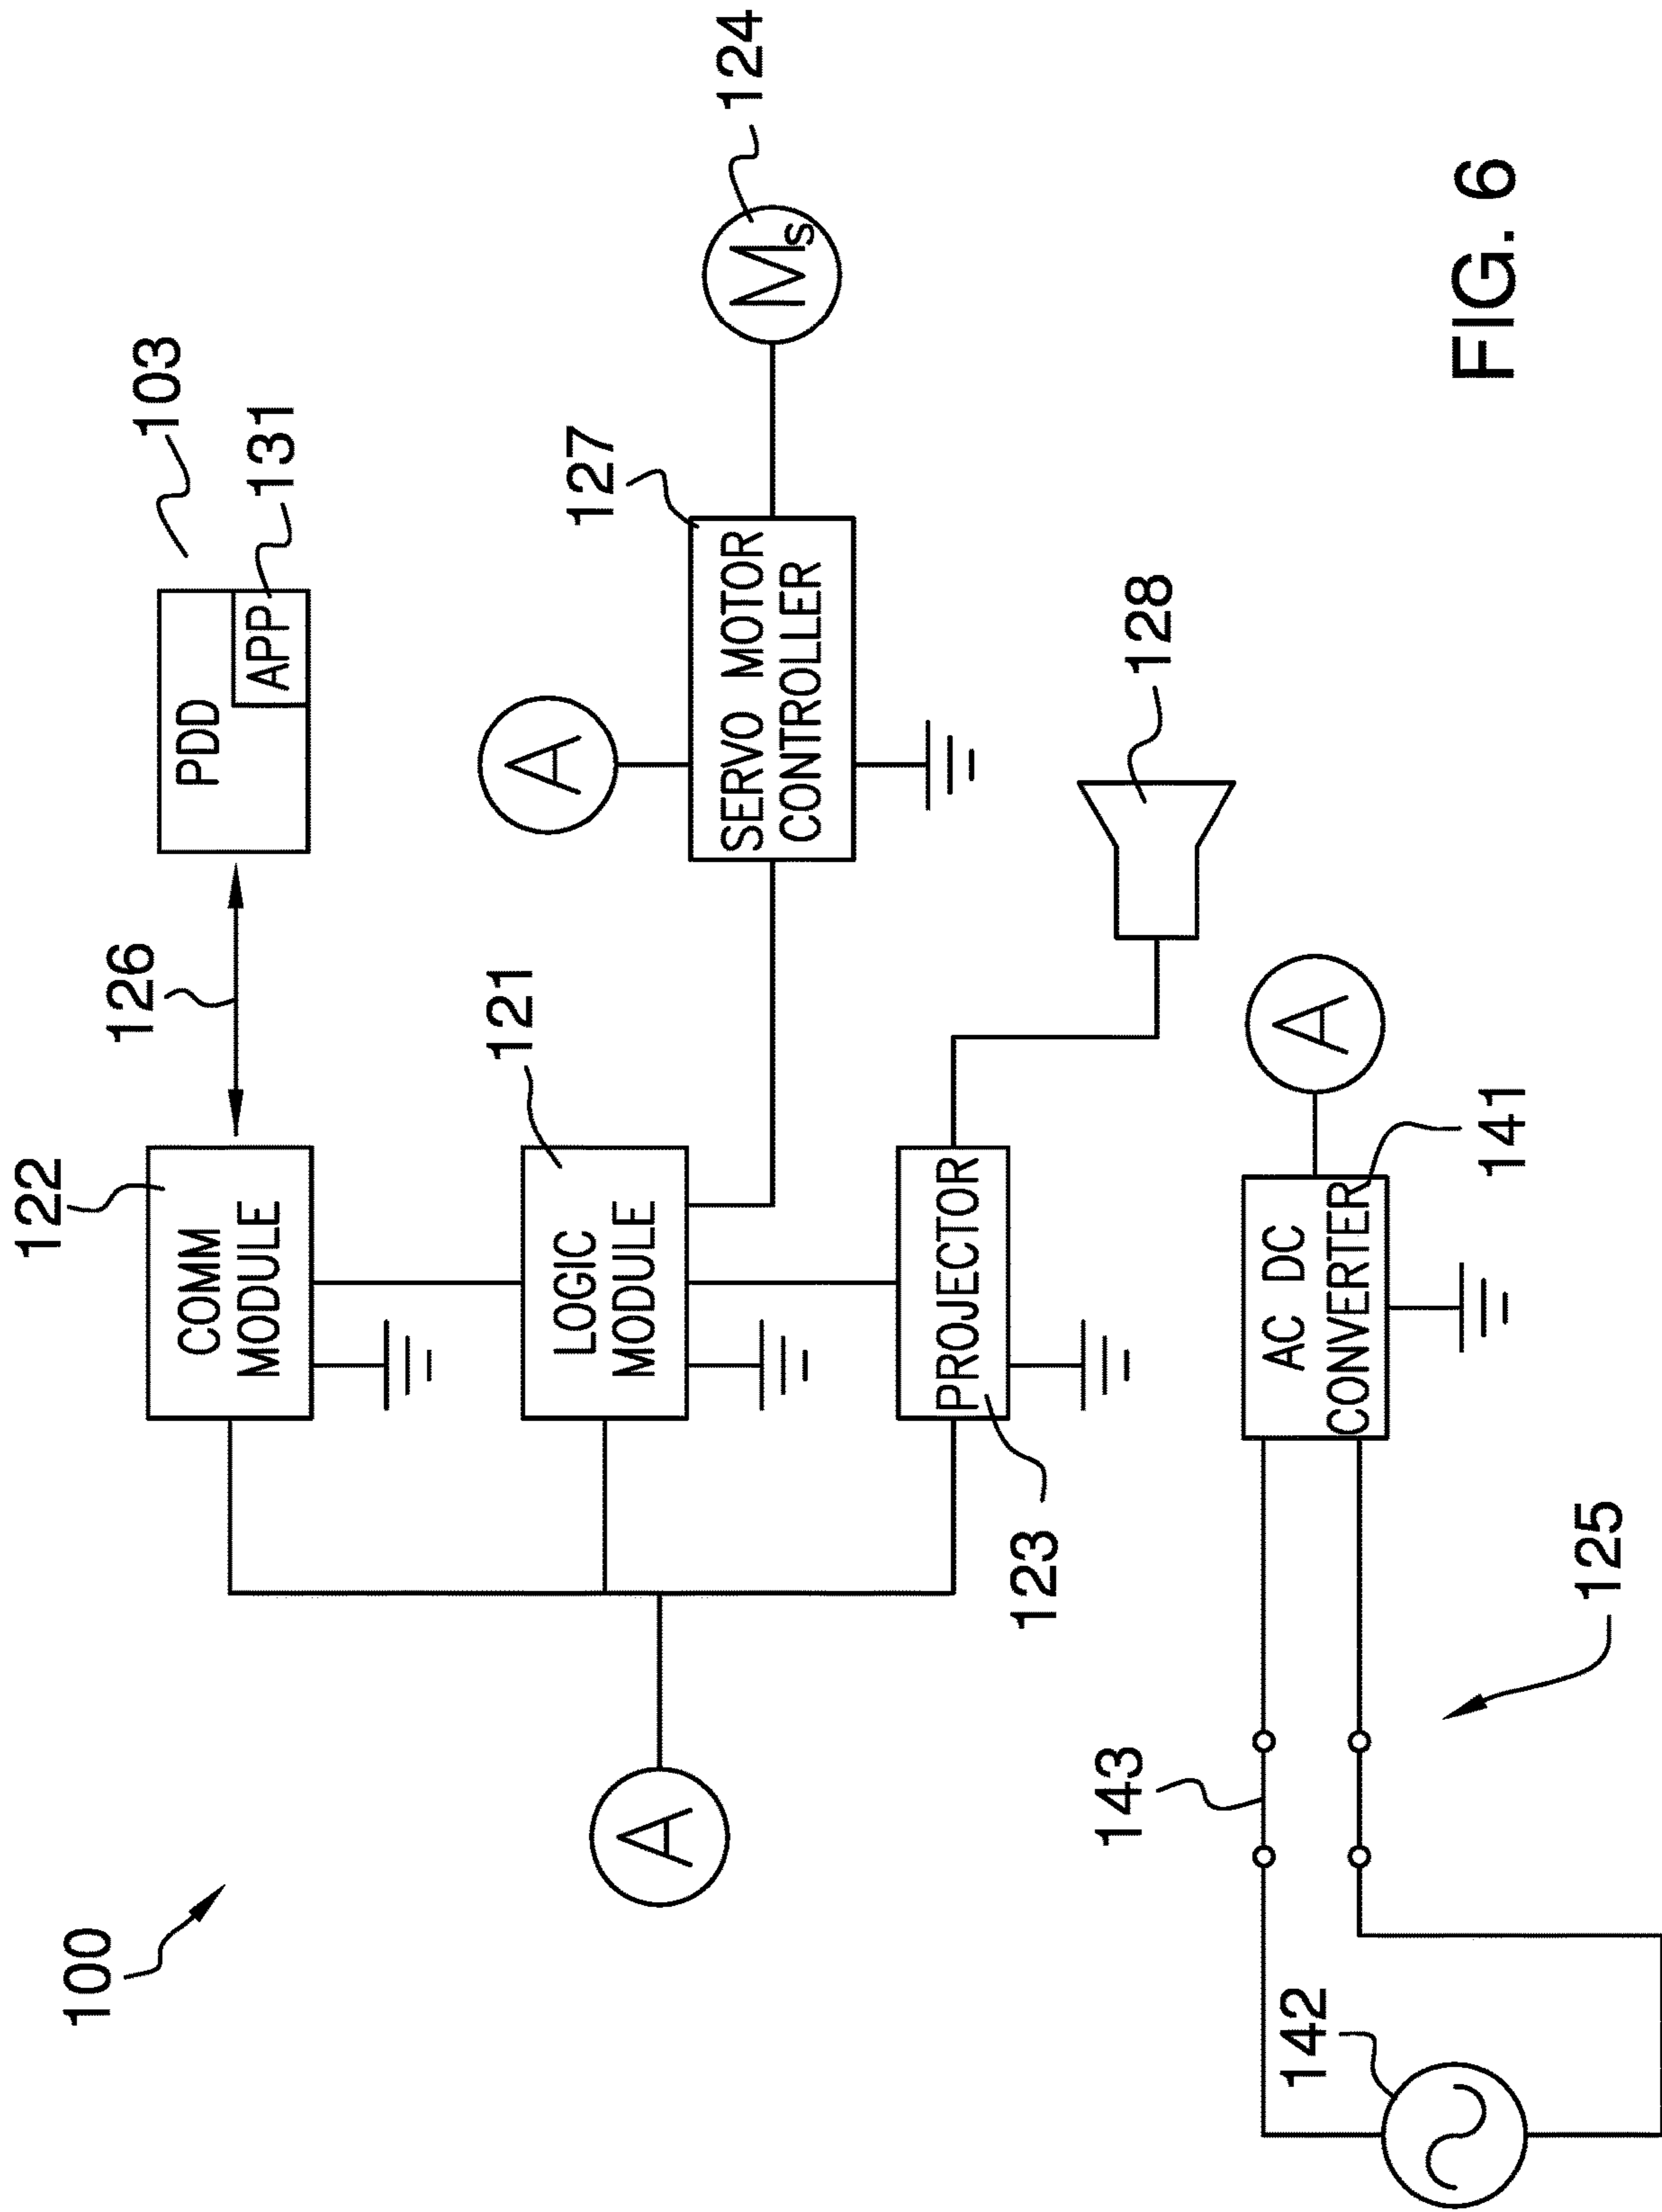 100
122
COMM
MODULE
126
103
PDD
APP
131
121
LOGIC
MODULE
A
A
127
SERVO MOTOR
CONTROLLER
Ms
124
123
PROJECTOR
128
142
143
125
AC DC
CONVERTER
141
A
FIG. 6